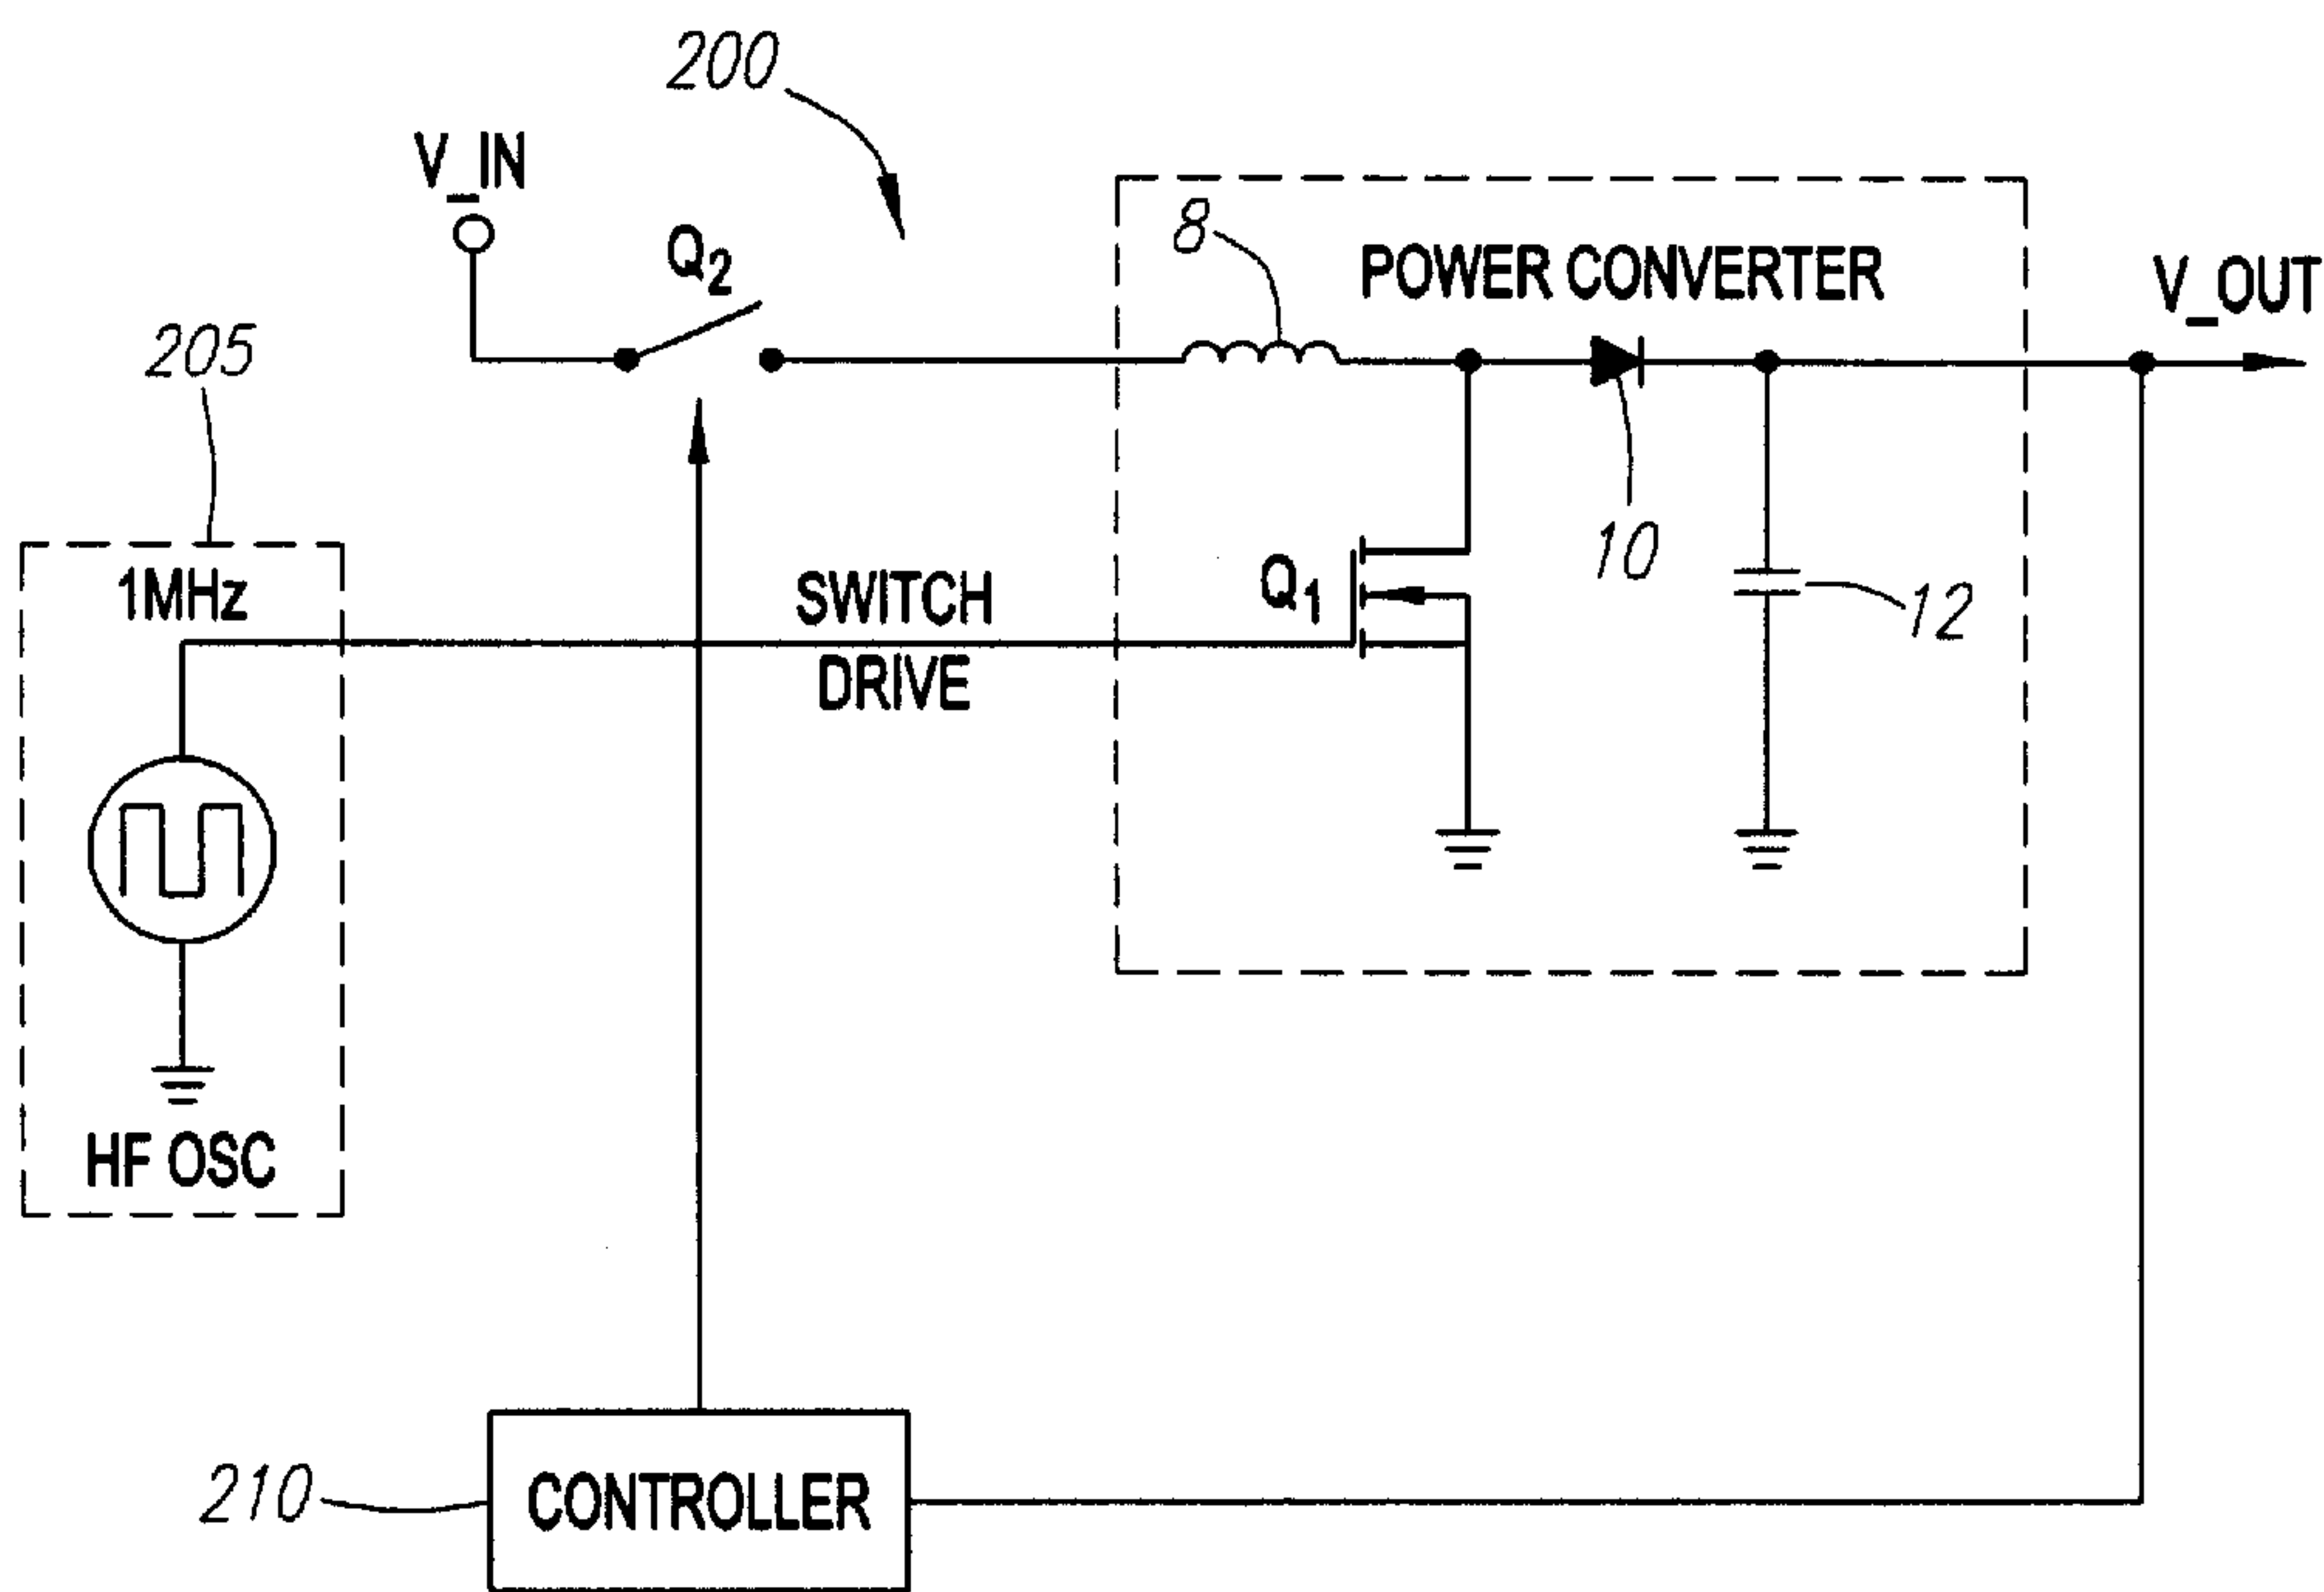 200
V_IN
Q2
8
POWER CONVERTER
V_OUT
205
1MHz
SWITCH
DRIVE
Q1
10
12
HF OSC
210
CONTROLLER